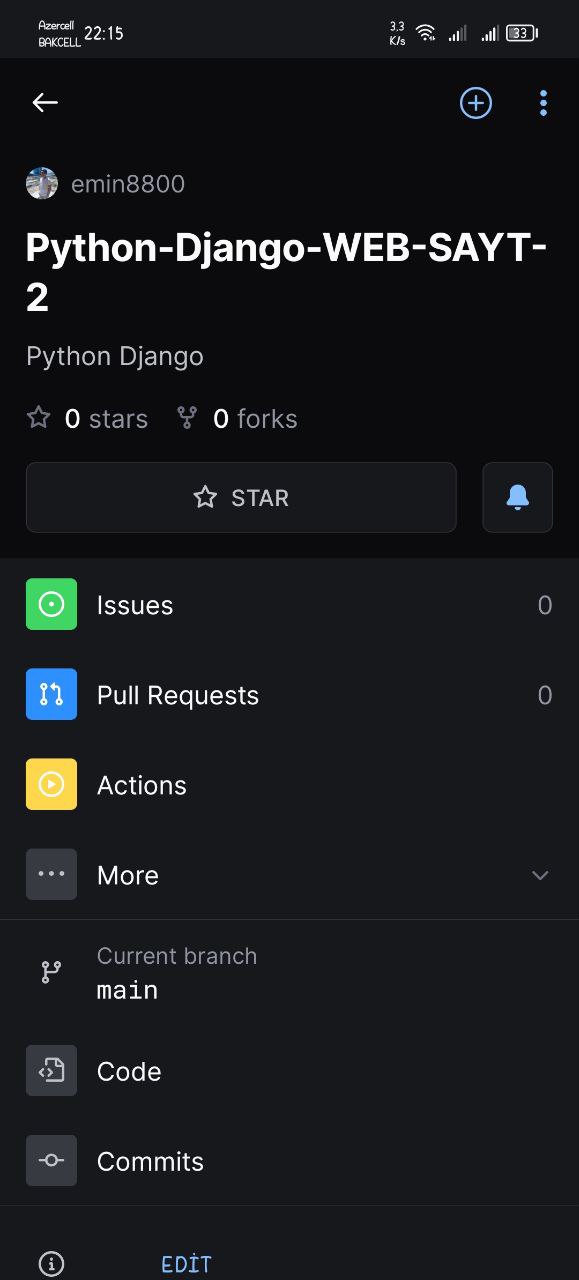 Azercell
BAKCELL 22:15 3,3 K/s 33
emin8800
Python-Django-WEB-SAYT-
2
Python Django
0 stars 0 forks
STAR
Issues 0
Pull Requests 0
Actions
More
Current branch
main
Code
Commits
EDİT